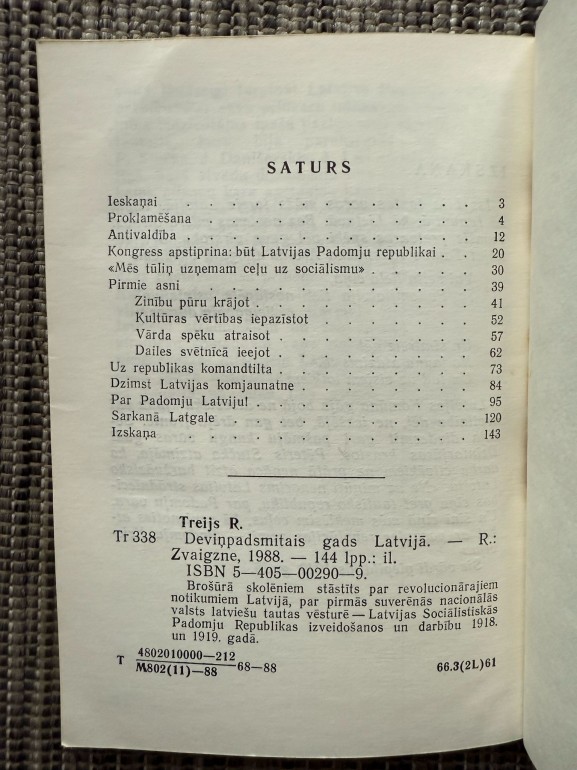 SATURS
Ieskaņai . . . . . . . . . . . . . 3
Proklamēšana . . . . . . . . . . . . 4
Antivaldība . . . . . . . . . . . . . 12
Kongress apstiprina: būt Latvijas Padomju republikai . . 20
«Mēs tūliņ uzņemam ceļu uz sociālismu» . . . . . 30
Pirmie asni . . . . . . . . . . . . . 39
Zinību pūru krājot . . . . . . . . . . 41
Kultūras vērtības iepazīstot . . . . . . . 52
Vārda spēku atraisot . . . . . . . . . 57
Dailes svētnīcā ieejot . . . . . . . . . 62
Uz republikas komandtilta . . . . . . . . . 73
Dzimst Latvijas komjaunatne . . . . . . . . 84
Par Padomju Latviju! . . . . . . . . . . 95
Sarkanā Latgale . . . . . . . . . . . 120
Izskaņa . . . . . . . . . . . . . 143
Treijs R.
Tr 338 Deviņpadsmitais gads Latvijā. — R.:
Zvaigzne, 1988. — 144 lpp.: il.
ISBN 5—405—00290—9.
Brošūrā skolēniem stāstīts par revolucionārajiem
notikumiem Latvijā, par pirmās suverēnās nacionālās
valsts latviešu tautas vēsturē — Latvijas Sociālistiskās
Padomju Republikas izveidošanos un darbību 1918.
un 1919. gadā.
T 4802010000—212
M802(11)—88 68—88 66.3(2L)61